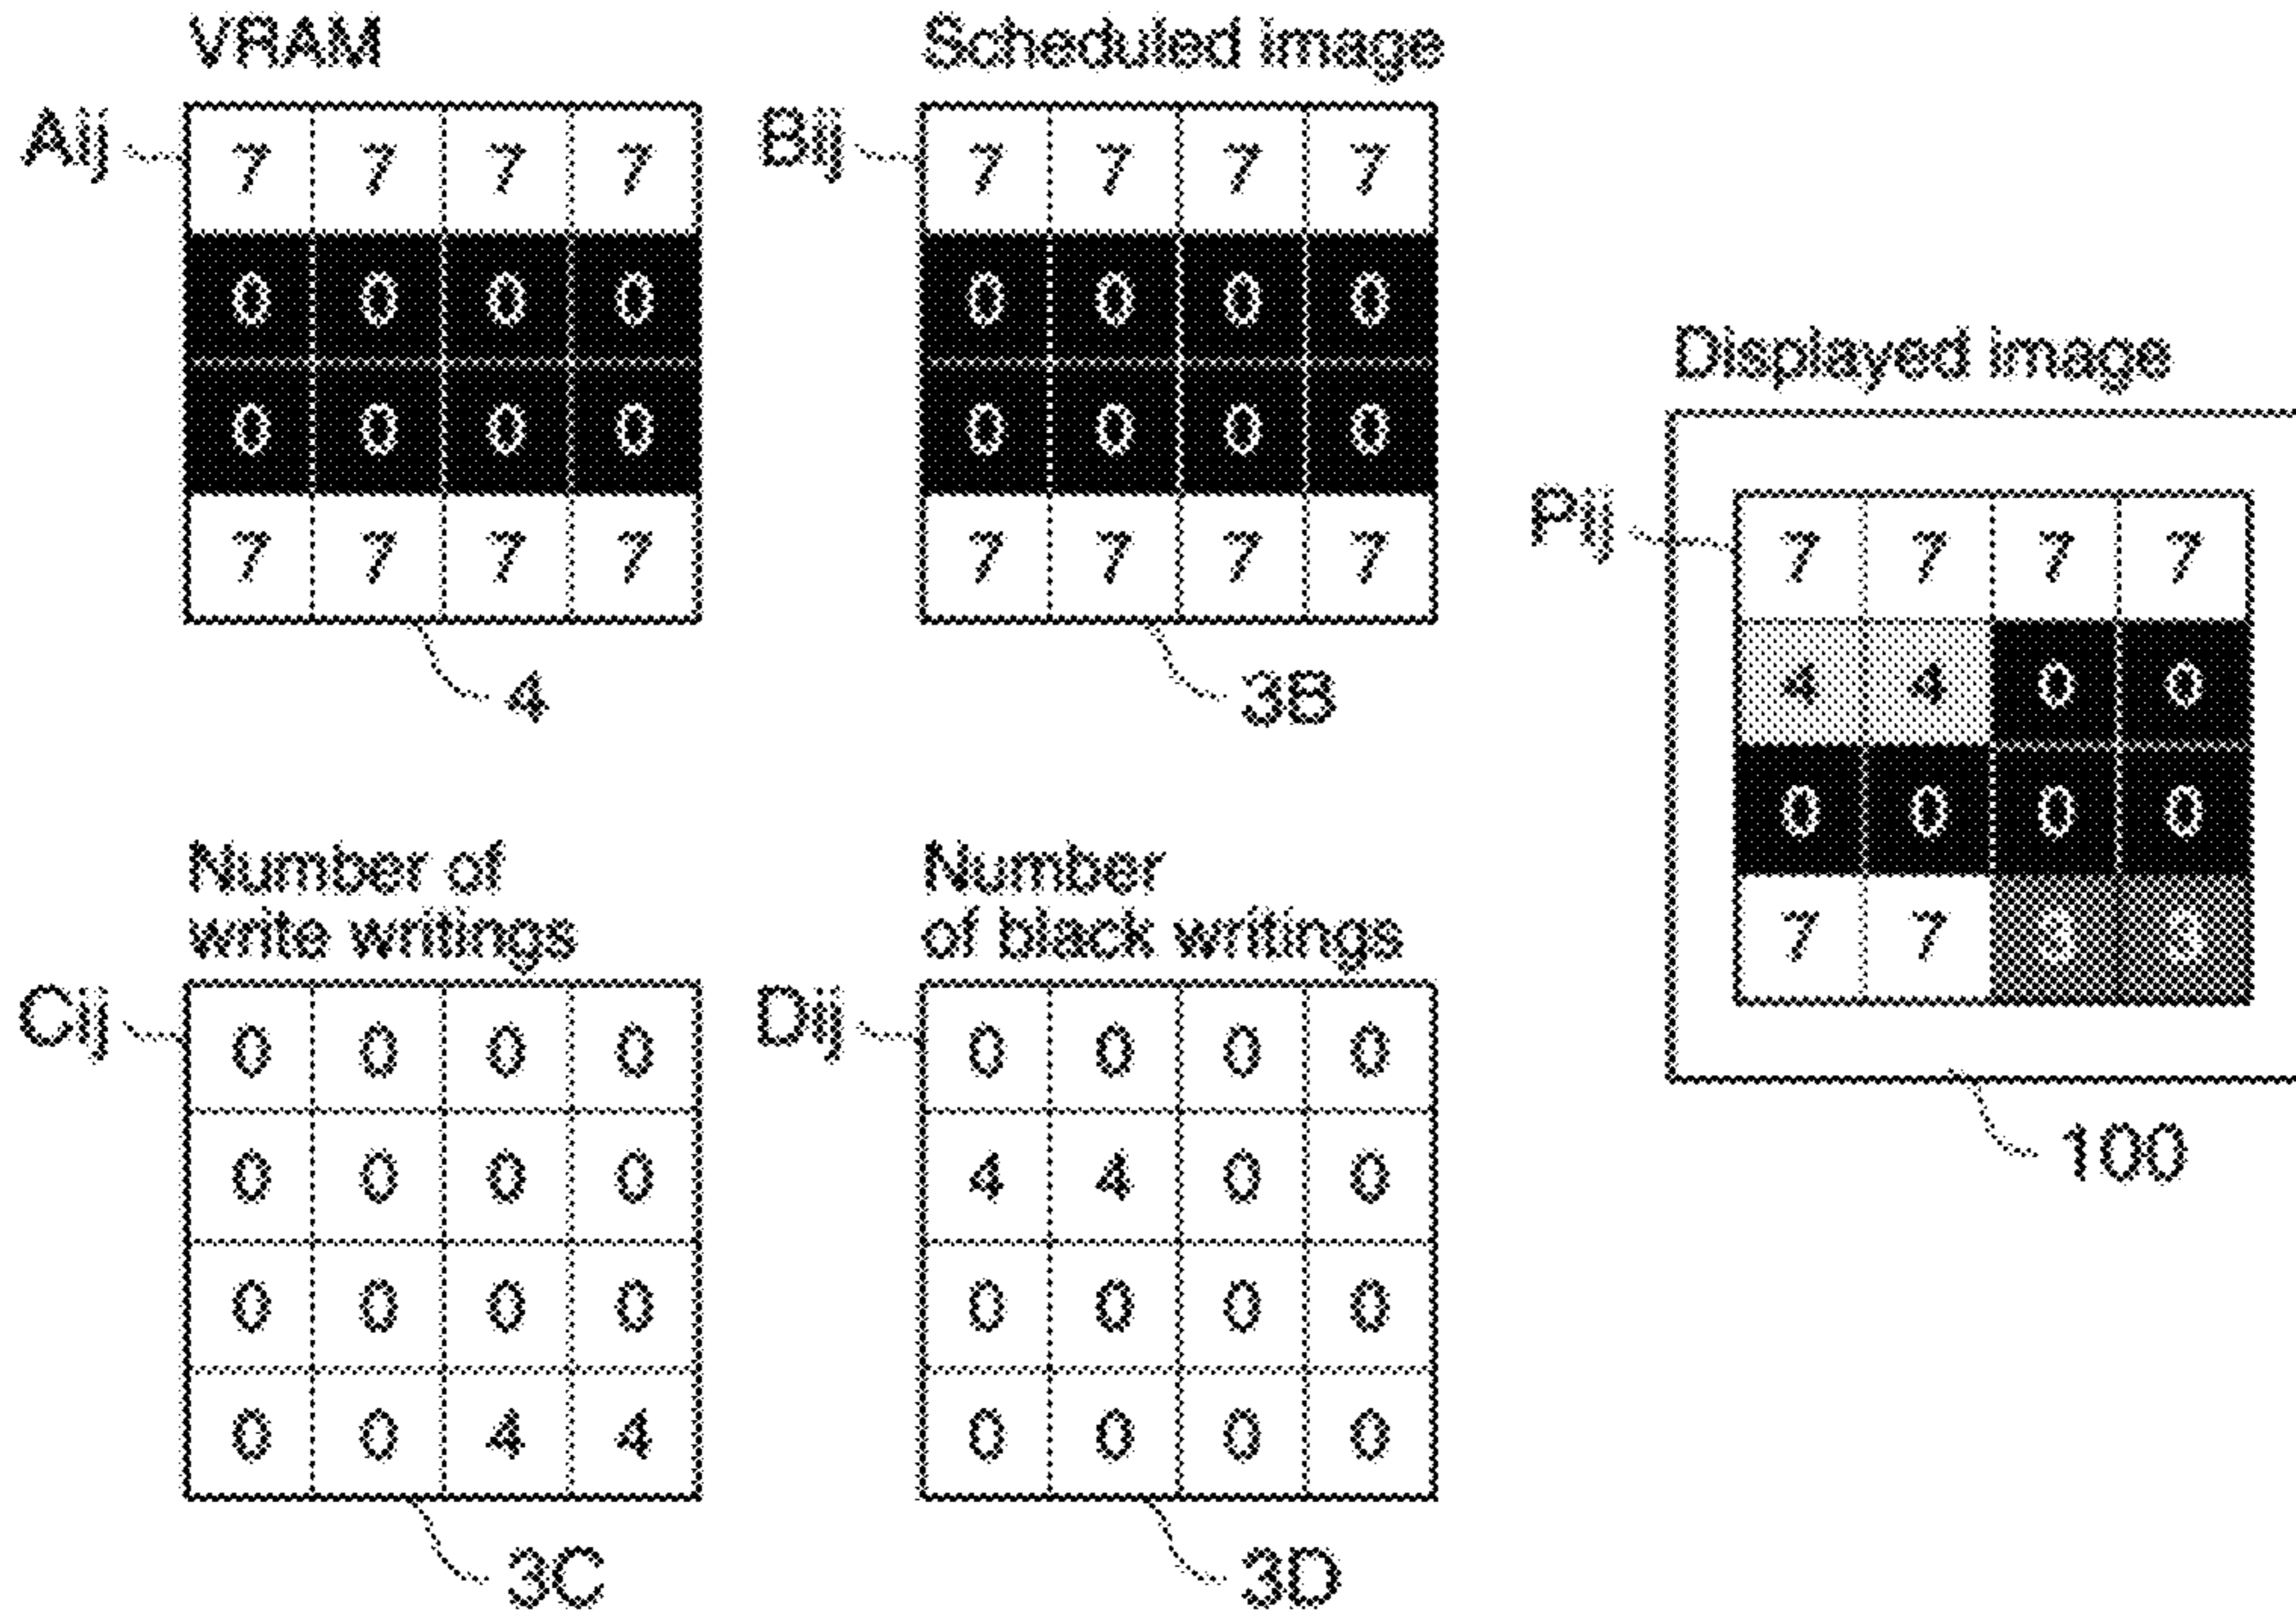 VRAM
Aij
7 7 7 7
0 0 0 0
0 0 0 0
7 7 7 7
4
Scheduled image
Bij
7 7 7 7
0 0 0 0
0 0 0 0
7 7 7 7
3B
Number of
write writings
Cij
0 0 0 0
0 0 0 0
0 0 0 0
0 0 4 4
3C
Number
of black writings
Dij
0 0 0 0
4 4 0 0
0 0 0 0
0 0 0 0
3D
Displayed image
Pij
7 7 7 7
4 4 0 0
0 0 0 0
7 7 3 3
100